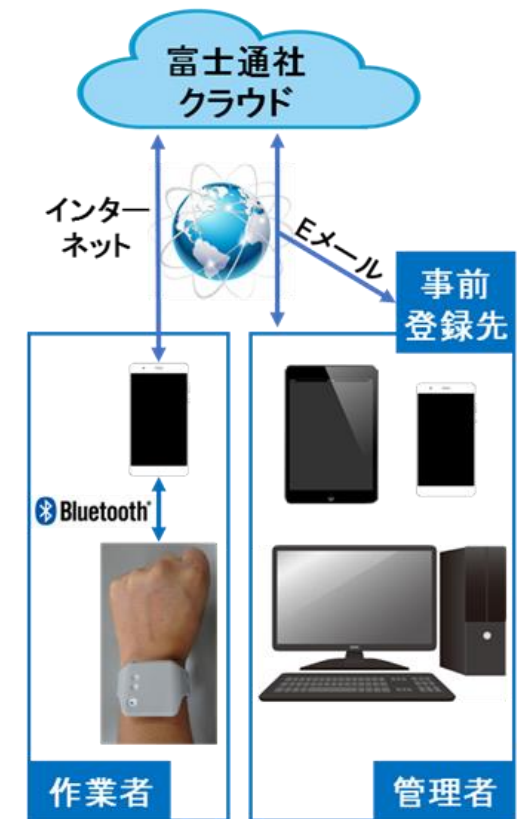 富士通社
クラウド
インター
ネット
Eメール
事前
登録先
Bluetooth®
作業者
管理者